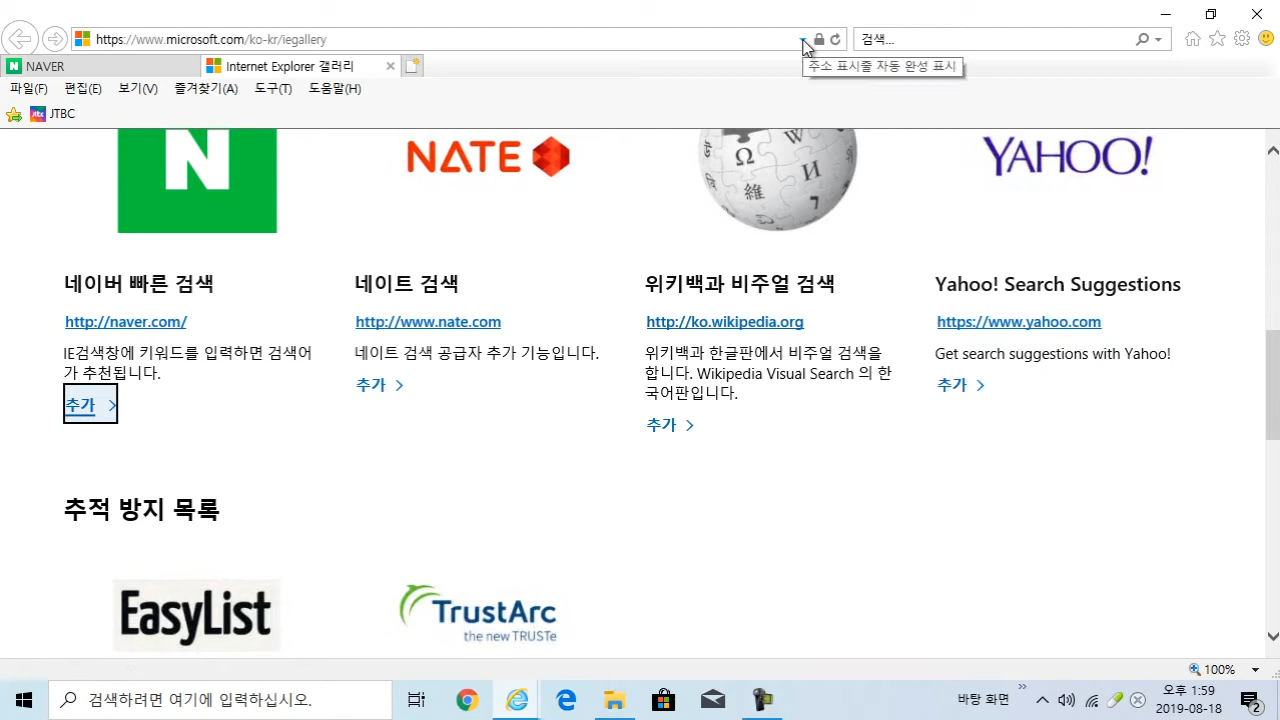 https://www.microsoft.com/ko-kr/iegallery
검색...
NAVER
Internet Explorer 갤러리
주소 표시줄 자동 완성 표시
파일(F) 편집(E) 보기(V) 즐겨찾기(A) 도구(T) 도움말(H)
jtbc JTBC
N
NATE
Ω W 維 И
YAHOO!
네이버 빠른 검색
http://naver.com/
IE검색창에 키워드를 입력하면 검색어
가 추천됩니다.
추가
네이트 검색
http://www.nate.com
네이트 검색 공급자 추가 기능입니다.
추가
위키백과 비주얼 검색
http://ko.wikipedia.org
위키백과 한글판에서 비주얼 검색을
합니다. Wikipedia Visual Search 의 한
국어판입니다.
추가
Yahoo! Search Suggestions
https://www.yahoo.com
Get search suggestions with Yahoo!
추가
추적 방지 목록
EasyList
TrustArc
the new TRUSTe
100%
검색하려면 여기에 입력하십시오.
바탕 화면
오후 1:59
2019-08-18
2